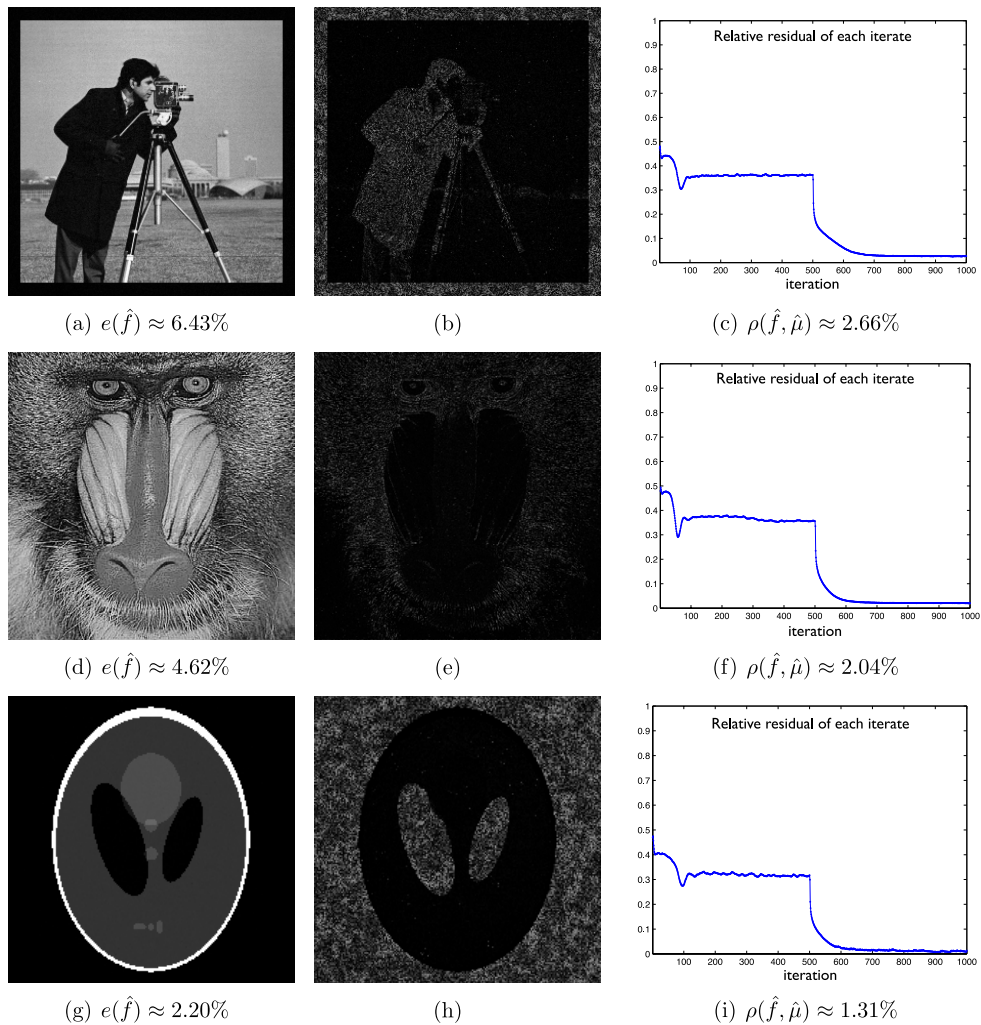 Relative residual of each iterate
1
0.9
0.8
0.7
0.6
0.5
0.4
0.3
0.2
0.1
0
100 200 300 400 500 600 700 800 900 1000
iteration
(a) e(f̂) ≈ 6.43%
(b)
(c) ρ(f̂, μ̂) ≈ 2.66%
Relative residual of each iterate
1
0.9
0.8
0.7
0.6
0.5
0.4
0.3
0.2
0.1
0
100 200 300 400 500 600 700 800 900 1000
iteration
(d) e(f̂) ≈ 4.62%
(e)
(f) ρ(f̂, μ̂) ≈ 2.04%
Relative residual of each iterate
1
0.9
0.8
0.7
0.6
0.5
0.4
0.3
0.2
0.1
0
100 200 300 400 500 600 700 800 900 1000
iteration
(g) e(f̂) ≈ 2.20%
(h)
(i) ρ(f̂, μ̂) ≈ 1.31%